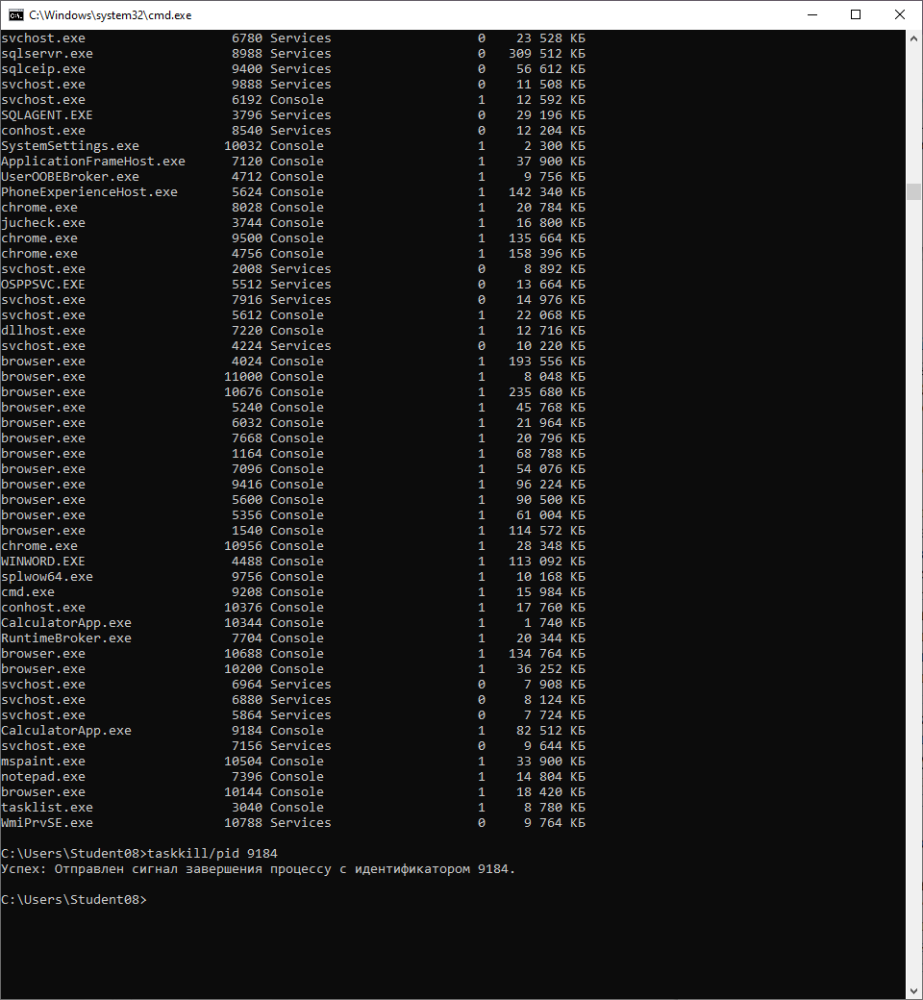 C:\Windows\system32\cmd.exe
svchost.exe 6780 Services 0 23 528 КБ
sqlservr.exe 8988 Services 0 309 512 КБ
sqlceip.exe 9400 Services 0 56 612 КБ
svchost.exe 9888 Services 0 11 508 КБ
svchost.exe 6192 Console 1 12 592 КБ
SQLAGENT.EXE 3796 Services 0 29 196 КБ
conhost.exe 8540 Services 0 12 204 КБ
SystemSettings.exe 10032 Console 1 2 300 КБ
ApplicationFrameHost.exe 7120 Console 1 37 900 КБ
UserOOBEBroker.exe 4712 Console 1 9 756 КБ
PhoneExperienceHost.exe 5624 Console 1 142 340 КБ
chrome.exe 8028 Console 1 20 784 КБ
jucheck.exe 3744 Console 1 16 800 КБ
chrome.exe 9500 Console 1 135 664 КБ
chrome.exe 4756 Console 1 158 396 КБ
svchost.exe 2008 Services 0 8 892 КБ
OSPPSVC.EXE 5512 Services 0 13 664 КБ
svchost.exe 7916 Services 0 14 976 КБ
svchost.exe 5612 Console 1 22 068 КБ
dllhost.exe 7220 Console 1 12 716 КБ
svchost.exe 4224 Services 0 10 220 КБ
browser.exe 4024 Console 1 193 556 КБ
browser.exe 11000 Console 1 8 048 КБ
browser.exe 10676 Console 1 235 680 КБ
browser.exe 5240 Console 1 45 768 КБ
browser.exe 6032 Console 1 21 964 КБ
browser.exe 7668 Console 1 20 796 КБ
browser.exe 1164 Console 1 68 788 КБ
browser.exe 7096 Console 1 54 076 КБ
browser.exe 9416 Console 1 96 224 КБ
browser.exe 5600 Console 1 90 500 КБ
browser.exe 5356 Console 1 61 004 КБ
browser.exe 1540 Console 1 114 572 КБ
chrome.exe 10956 Console 1 28 348 КБ
WINWORD.EXE 4488 Console 1 113 092 КБ
splwow64.exe 9756 Console 1 10 168 КБ
cmd.exe 9208 Console 1 15 984 КБ
conhost.exe 10376 Console 1 17 760 КБ
CalculatorApp.exe 10344 Console 1 1 740 КБ
RuntimeBroker.exe 7704 Console 1 20 344 КБ
browser.exe 10688 Console 1 134 764 КБ
browser.exe 10200 Console 1 36 252 КБ
svchost.exe 6964 Services 0 7 908 КБ
svchost.exe 6880 Services 0 8 124 КБ
svchost.exe 5864 Services 0 7 724 КБ
CalculatorApp.exe 9184 Console 1 82 512 КБ
svchost.exe 7156 Services 0 9 644 КБ
mspaint.exe 10504 Console 1 33 900 КБ
notepad.exe 7396 Console 1 14 804 КБ
browser.exe 10144 Console 1 18 420 КБ
tasklist.exe 3040 Console 1 8 780 КБ
WmiPrvSE.exe 10788 Services 0 9 764 КБ
C:\Users\Student08>taskkill/pid 9184
Успех: Отправлен сигнал завершения процессу с идентификатором 9184.
C:\Users\Student08>